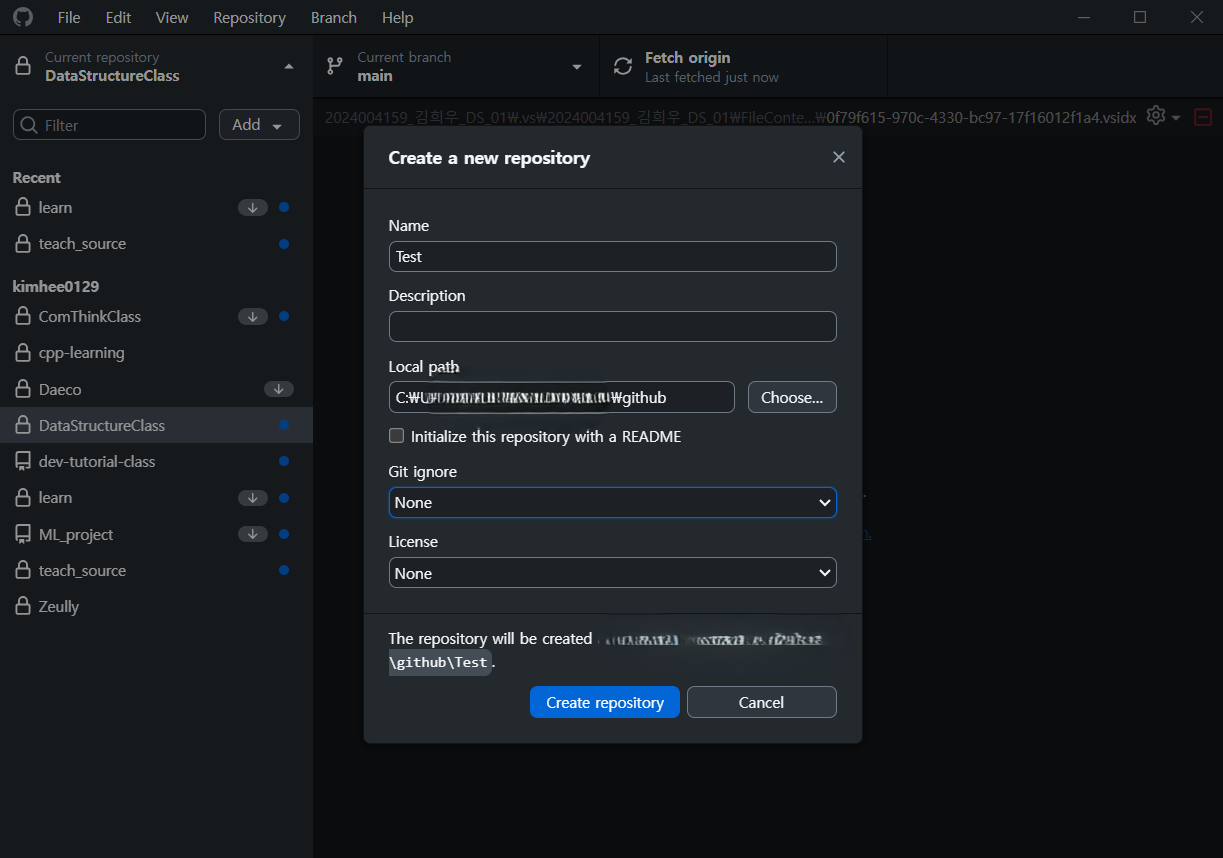 File Edit View Repository Branch Help
Current repository
DataStructureClass
Current branch
main
Fetch origin
Last fetched just now
Filter
Add
2024004159_김희우_DS_01₩.vs₩2024004159_김희우_DS_01₩FileConte...₩0f79f615-970c-4330-bc97-17f16012f1a4.vsidx
Recent
learn
teach_source
kimhee0129
ComThinkClass
cpp-learning
Daeco
DataStructureClass
dev-tutorial-class
learn
ML_project
teach_source
Zeully
Create a new repository
Name
Test
Description
Local path
C:₩U ₩github
Choose...
Initialize this repository with a README
Git ignore
None
License
None
The repository will be created
\github\Test.
Create repository
Cancel